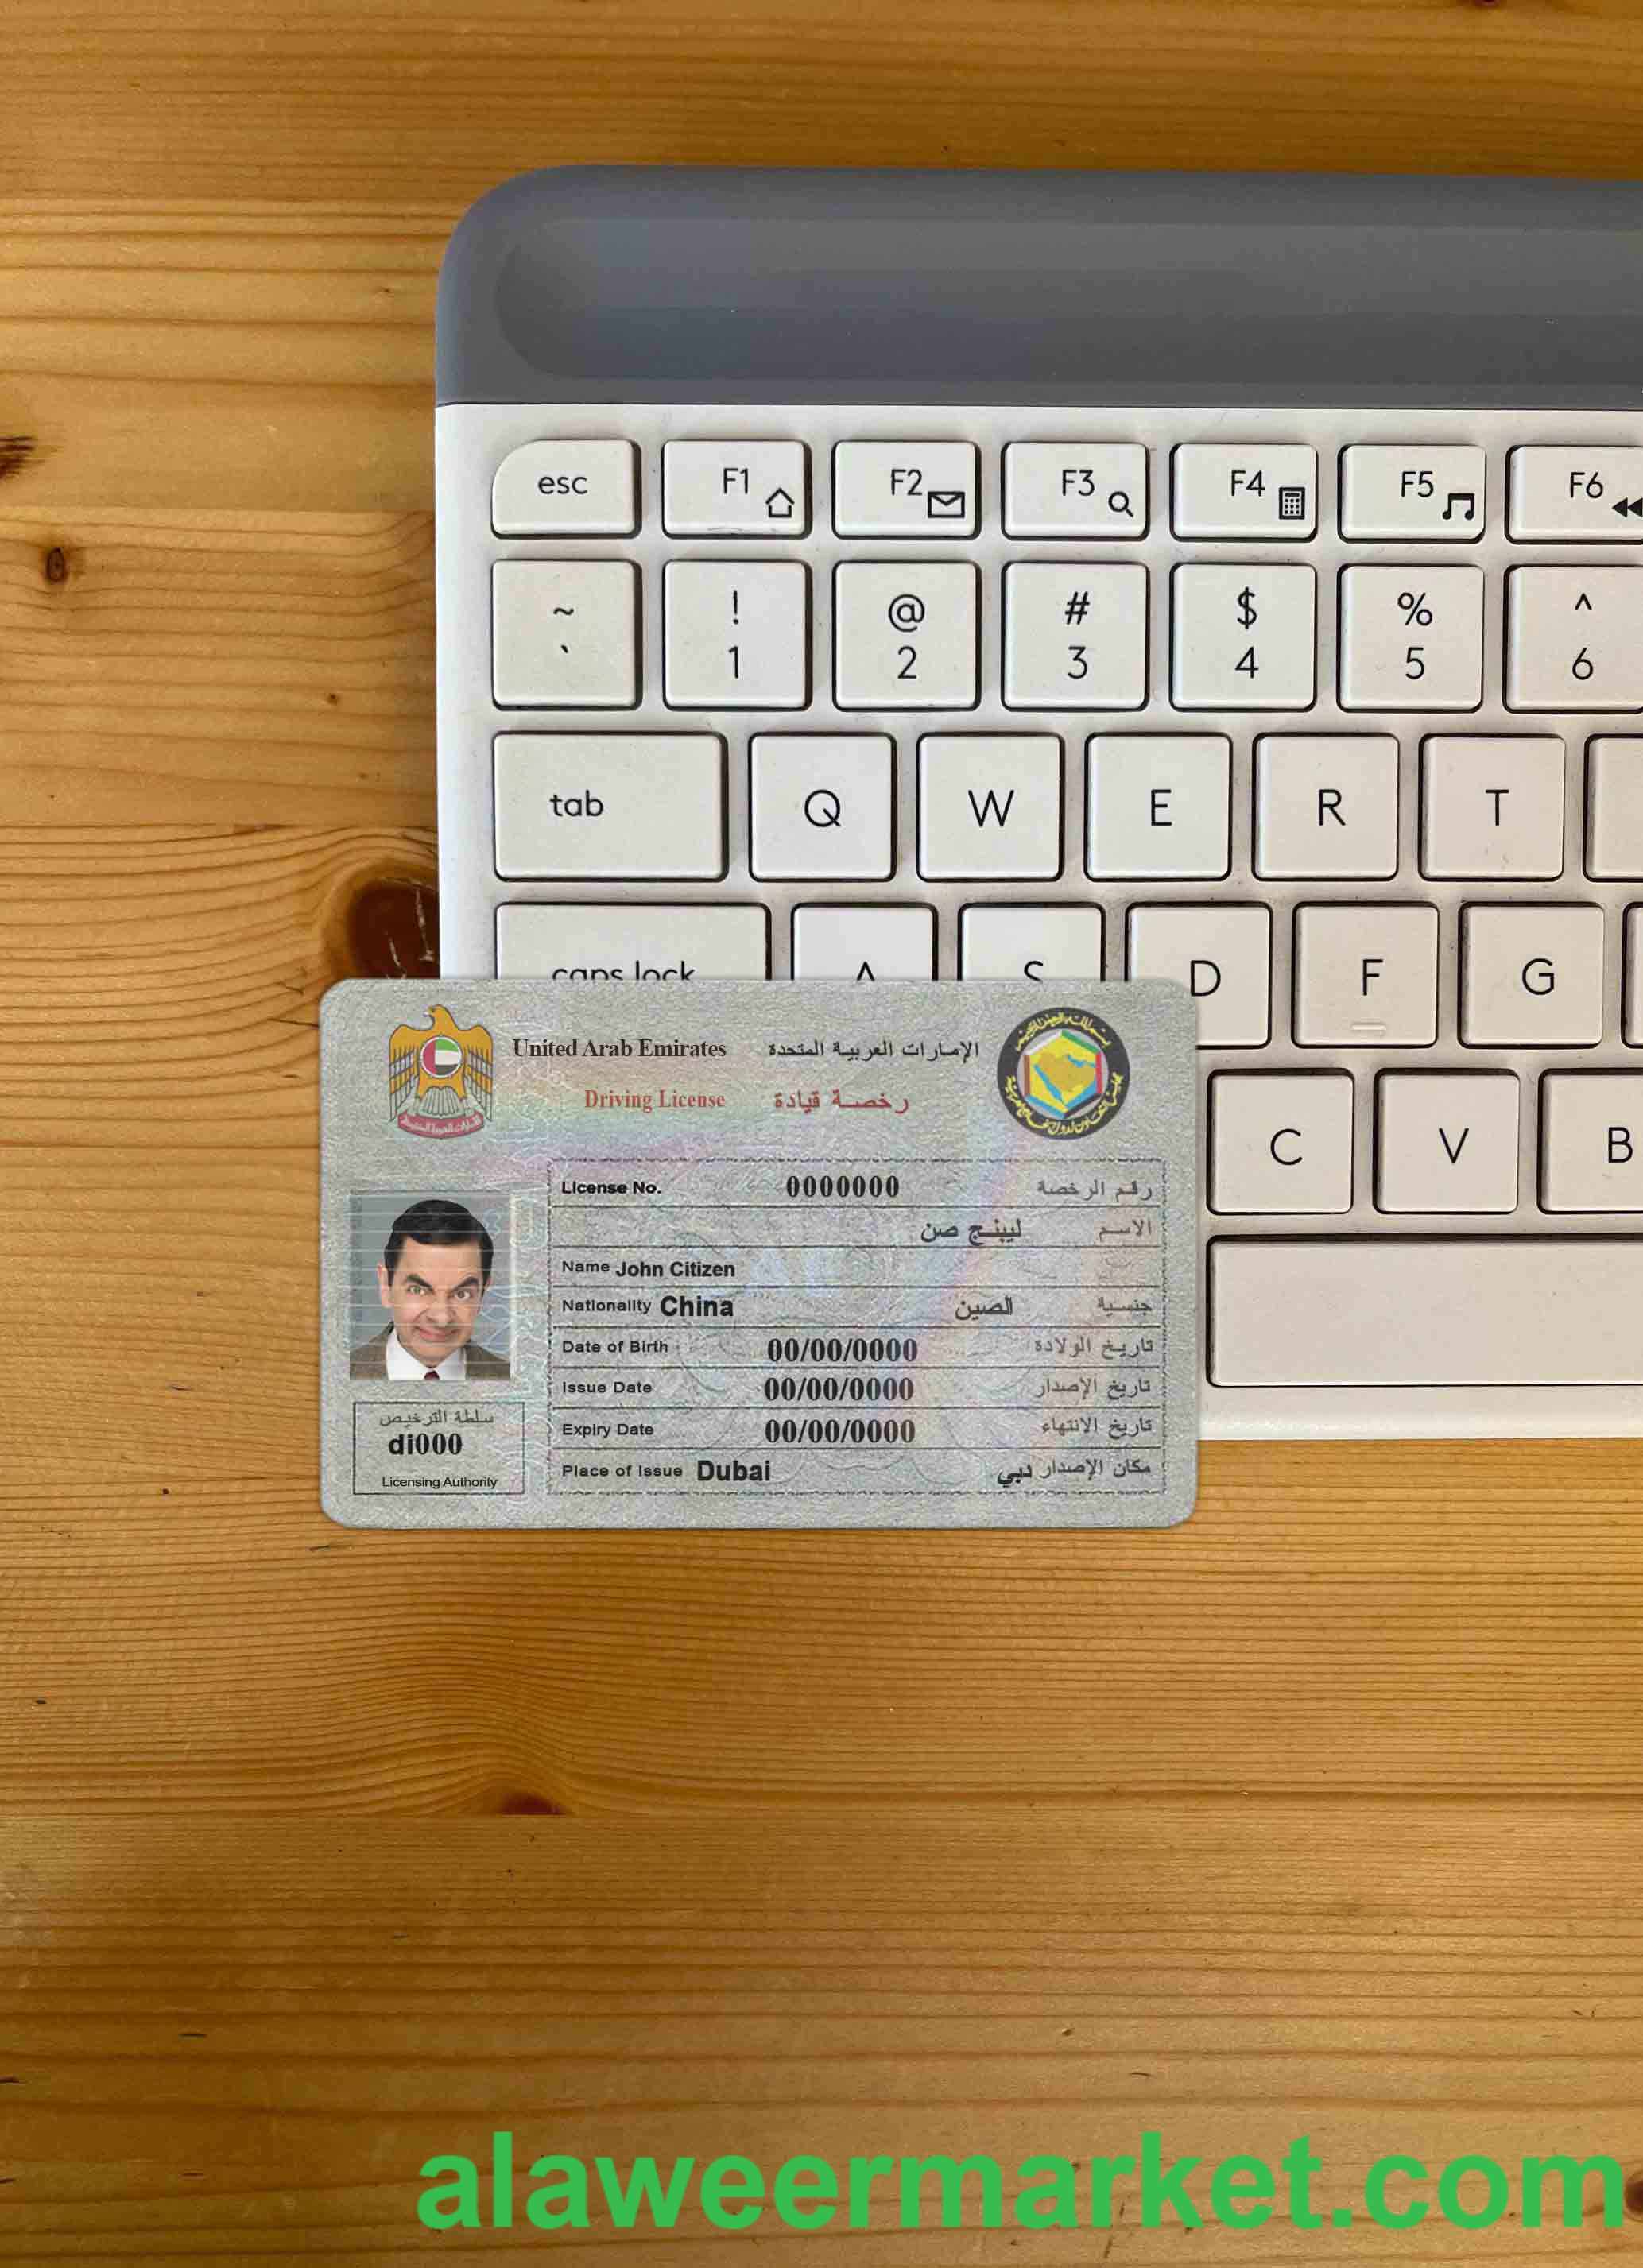 esc F1 F2 F3 F4 F5 F6
~ ! @ # $ % ^
` 1 2 3 4 5 6
tab Q W E R T
caps lock A S D F G
United Arab Emirates الإمارات العربية المتحدة
Driving License رخصة قيادة
C V B
License No. 0000000 رقم الرخصة
الاسم ليبنج صن
Name John Citizen
Nationality China الصين جنسية
Date of Birth 00/00/0000 تاريخ الولادة
Issue Date 00/00/0000 تاريخ الإصدار
Expiry Date 00/00/0000 تاريخ الانتهاء
Place of Issue Dubai مكان الإصدار دبي
سلطة الترخيص
di000
Licensing Authority
alaweermarket.com